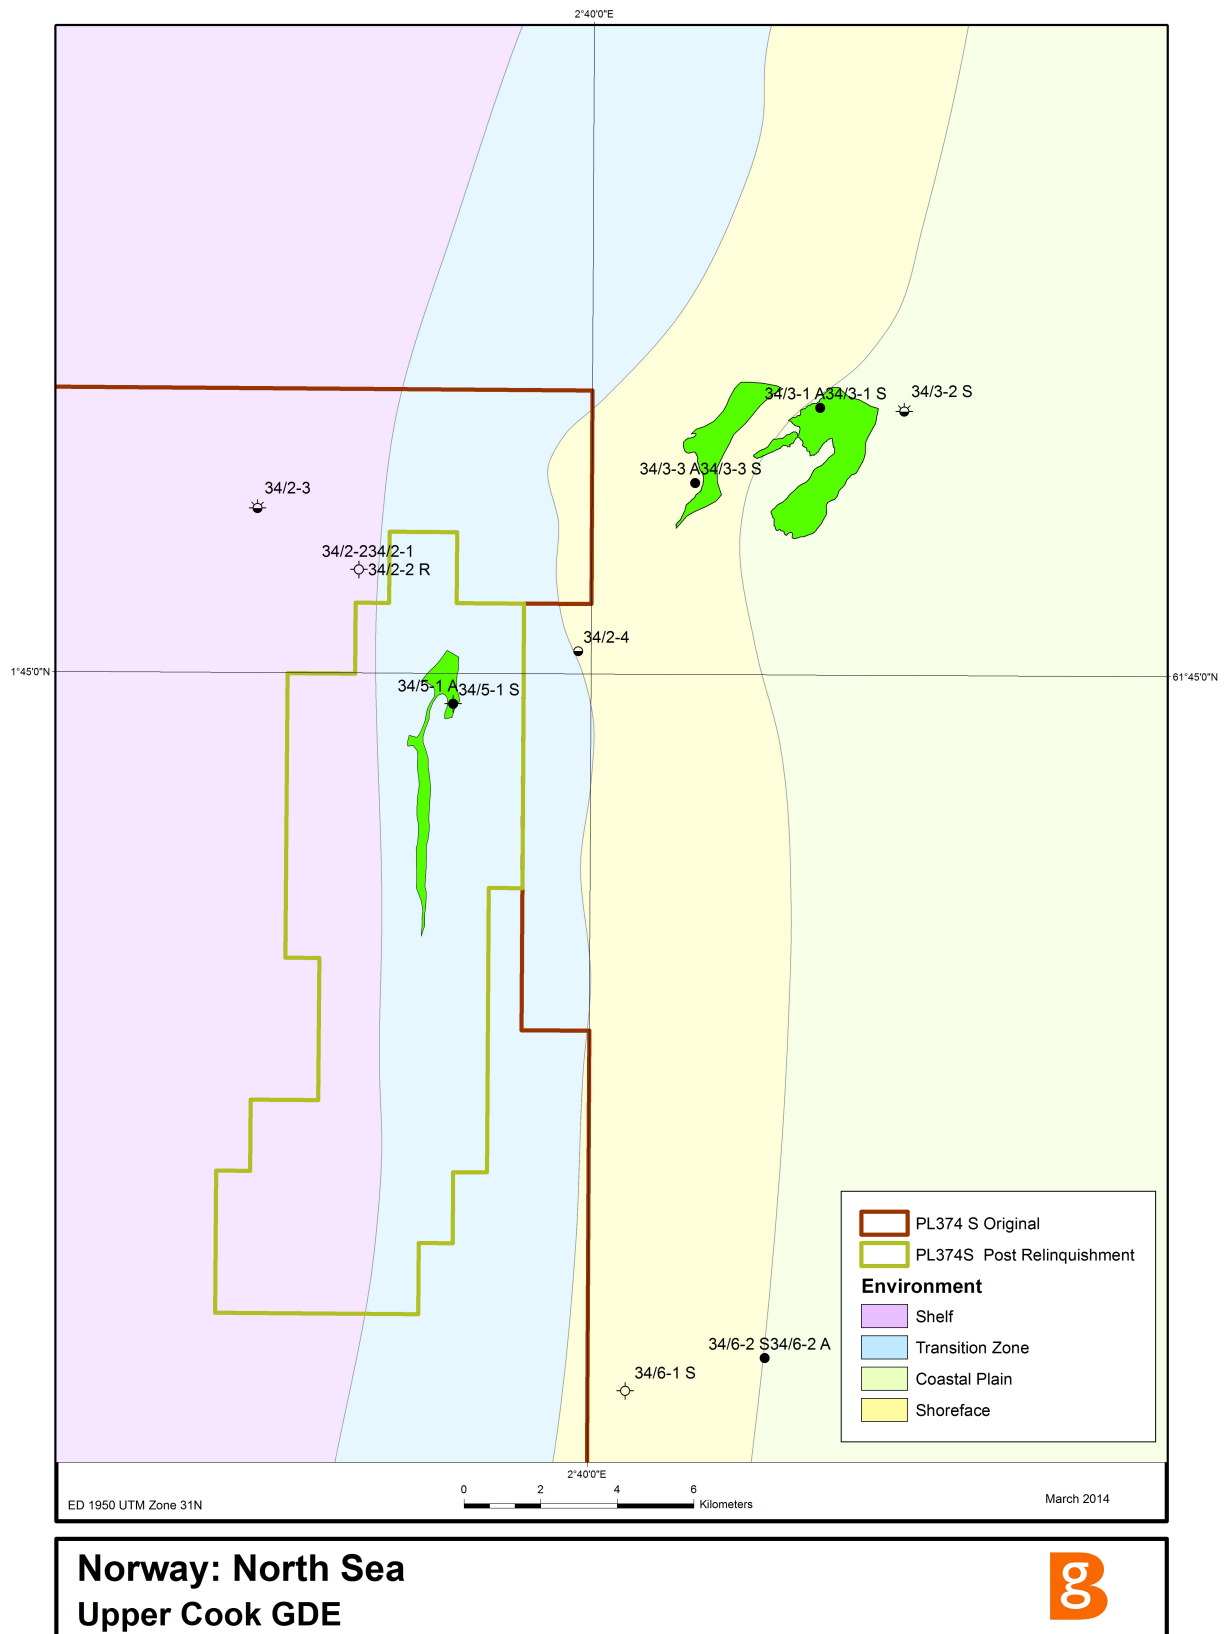 2°40'0"E
34/3-1 A34/3-1 S
34/3-2 S
34/3-3 A34/3-3 S
34/2-3
34/2-234/2-1
34/2-2 R
34/2-4
1°45'0"N
61°45'0"N
34/5-1 A34/5-1 S
PL374 S Original
PL374S Post Relinquishment
Environment
Shelf
Transition Zone
Coastal Plain
Shoreface
34/6-2 S34/6-2 A
34/6-1 S
2°40'0"E
0 2 4 6
Kilometers
ED 1950 UTM Zone 31N
March 2014
Norway: North Sea
Upper Cook GDE
BG